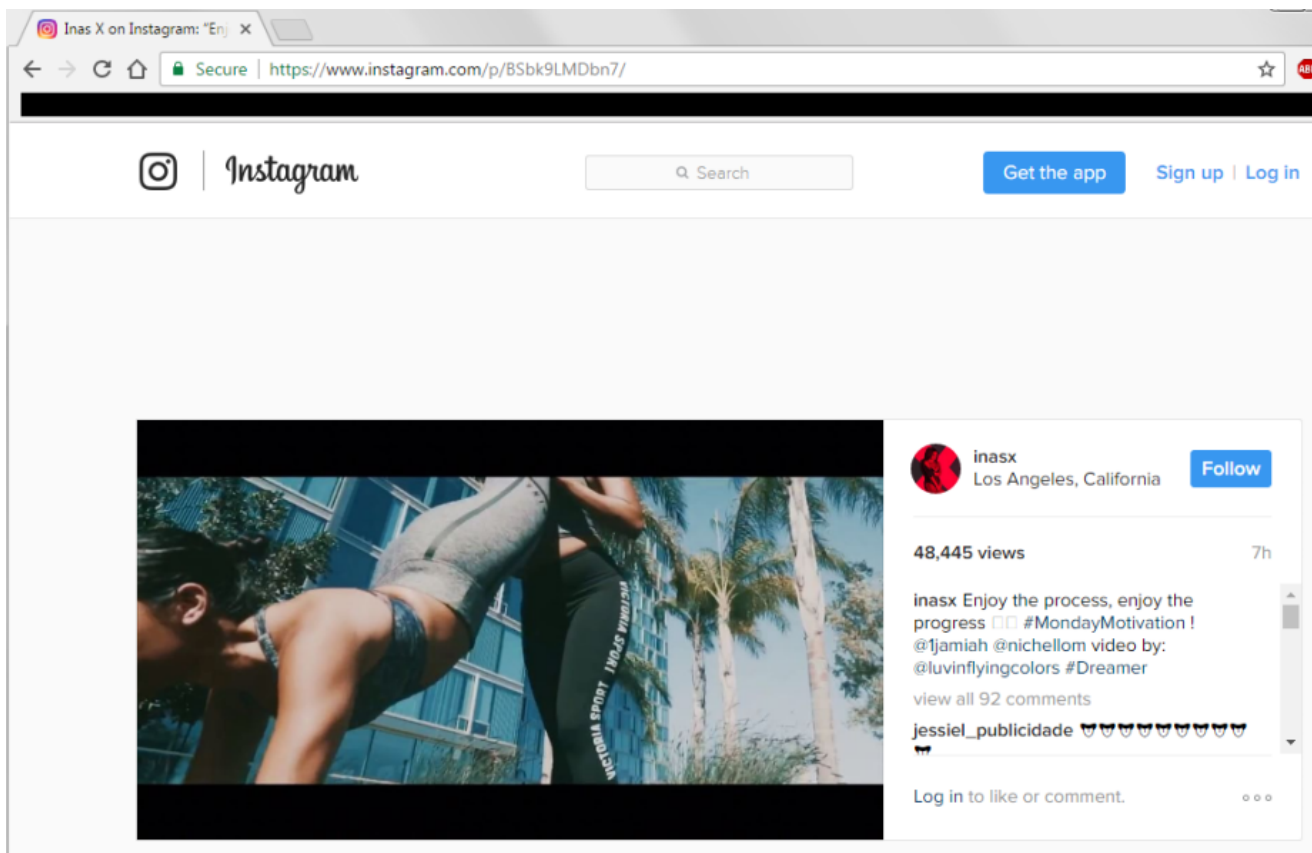 Inas X on Instagram: “Enj
Secure | https://www.instagram.com/p/BSbk9LMDbn7/
Instagram
Search
Get the app
Sign up | Log in
inasx
Los Angeles, California
Follow
48,445 views
7h
inasx Enjoy the process, enjoy the
progress #MondayMotivation !
@1jamiah @nichellom video by:
@luvinflyingcolors #Dreamer
view all 92 comments
jessiel_publicidade
Log in to like or comment.
VICTORIA SPORT
VICTORIA SPORT